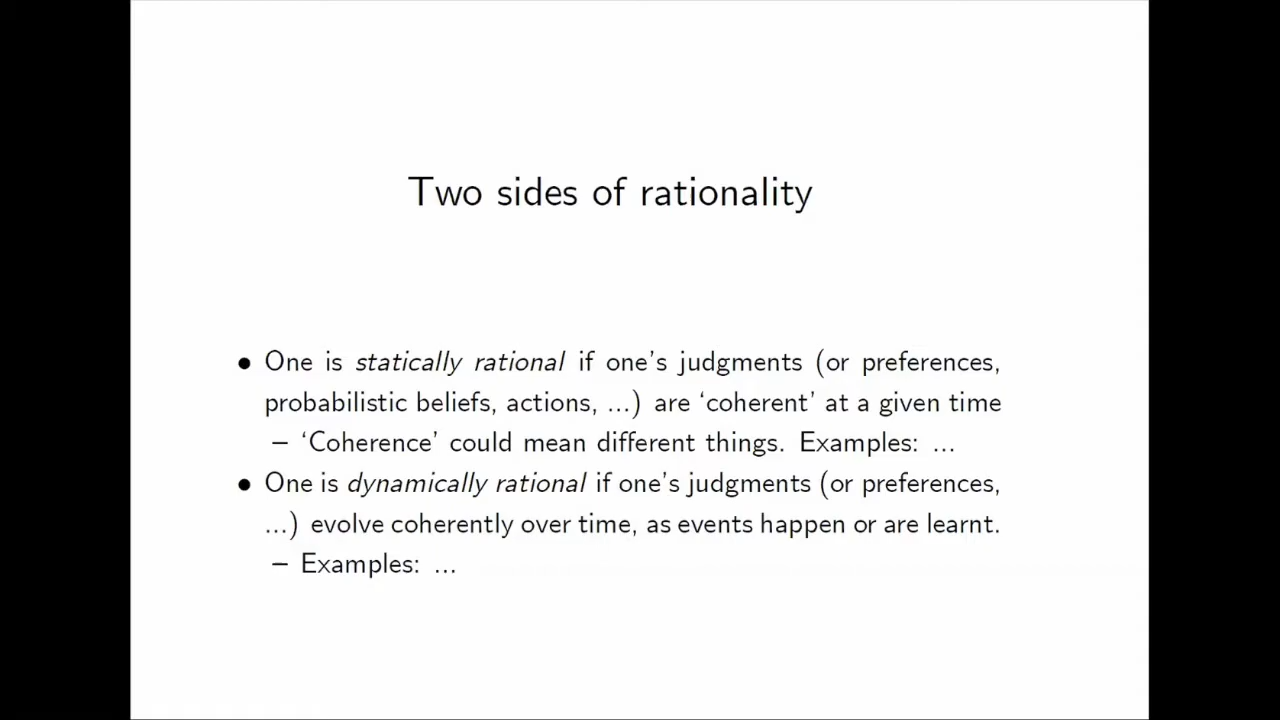 Two sides of rationality
• One is statically rational if one's judgments (or preferences,
probabilistic beliefs, actions, ...) are ‘coherent’ at a given time
– ‘Coherence’ could mean different things. Examples: ...
• One is dynamically rational if one's judgments (or preferences,
...) evolve coherently over time, as events happen or are learnt.
– Examples: ...